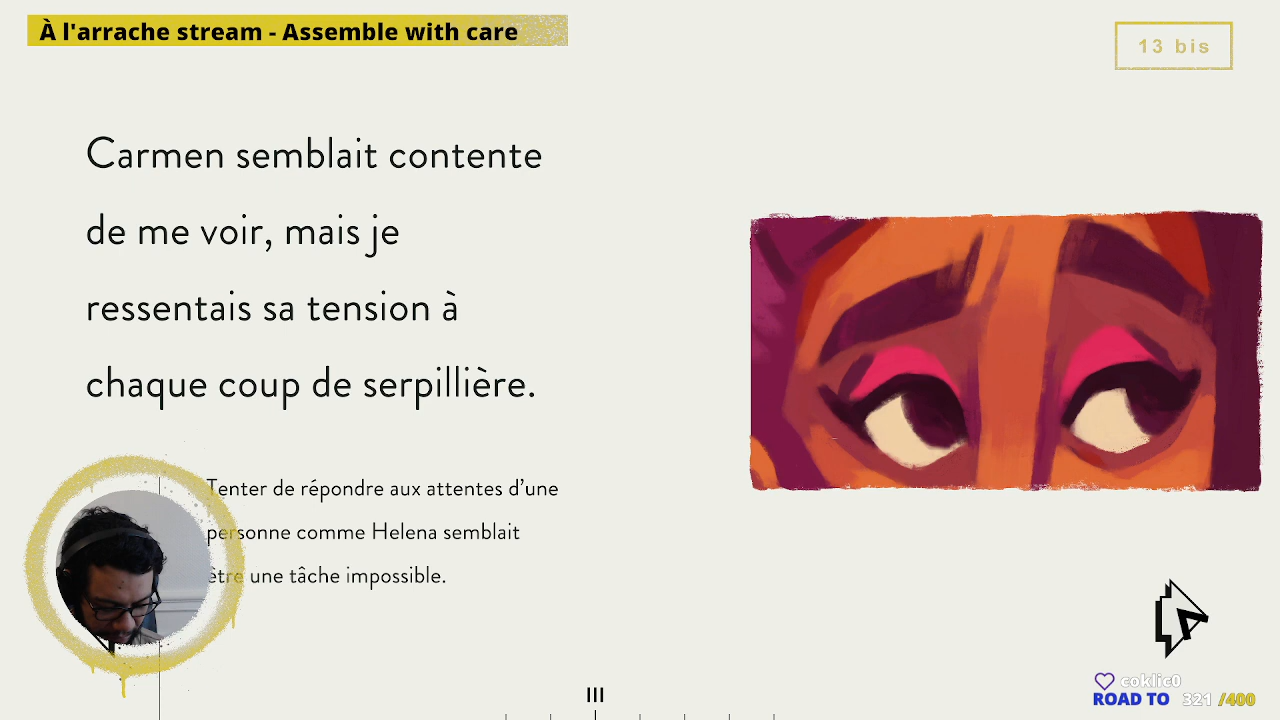 À l'arrache stream - Assemble with care
13 bis
Carmen semblait contente
de me voir, mais je
ressentais sa tension à
chaque coup de serpillière.
Tenter de répondre aux attentes d’une
personne comme Helena semblait
être une tâche impossible.
III
coklic0
ROAD TO 321 /400